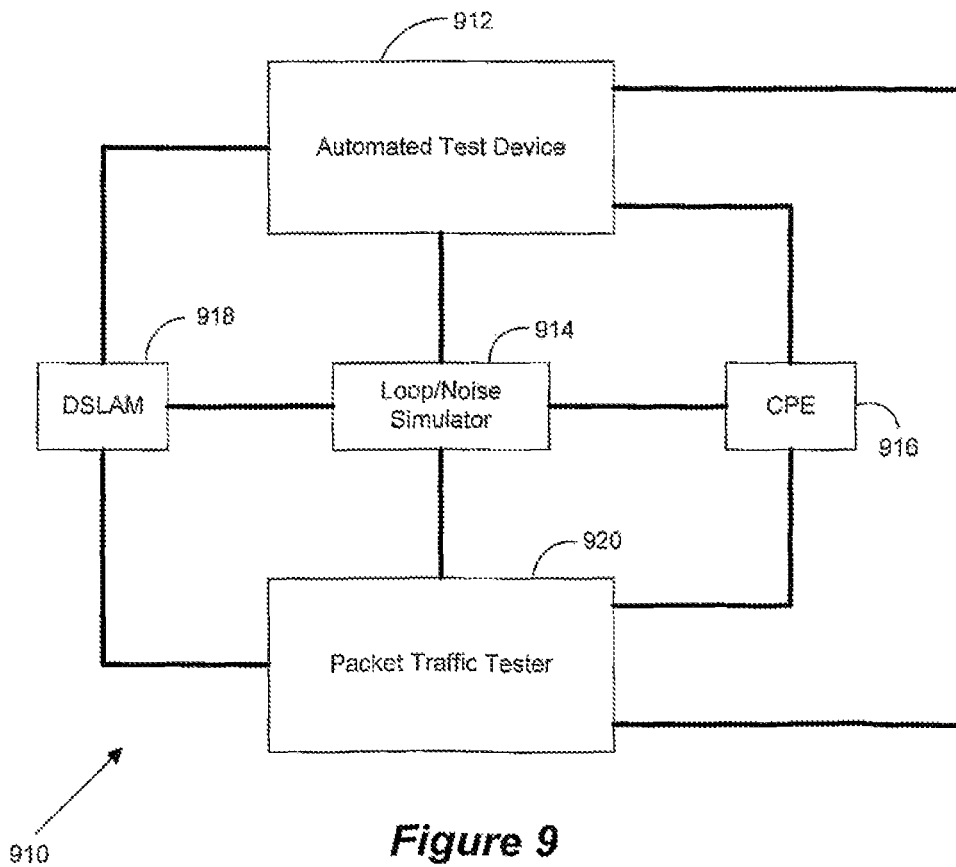 912
Automated Test Device
918
914
DSLAM
Loop/Noise
Simulator
CPE
916
920
Packet Traffic Tester
910
Figure 9